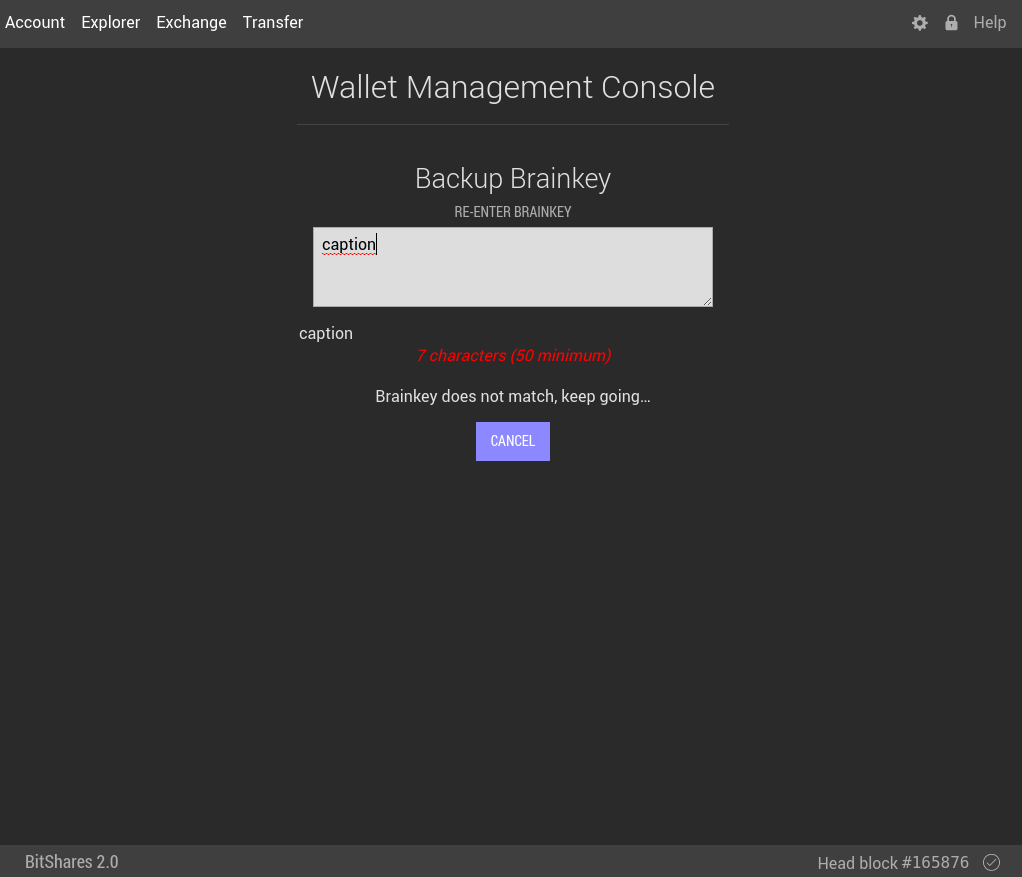 Account Explorer Exchange Transfer Help
Wallet Management Console
Backup Brainkey
RE-ENTER BRAINKEY
caption
caption
7 characters (50 minimum)
Brainkey does not match, keep going...
CANCEL
BitShares 2.0 Head block #165876